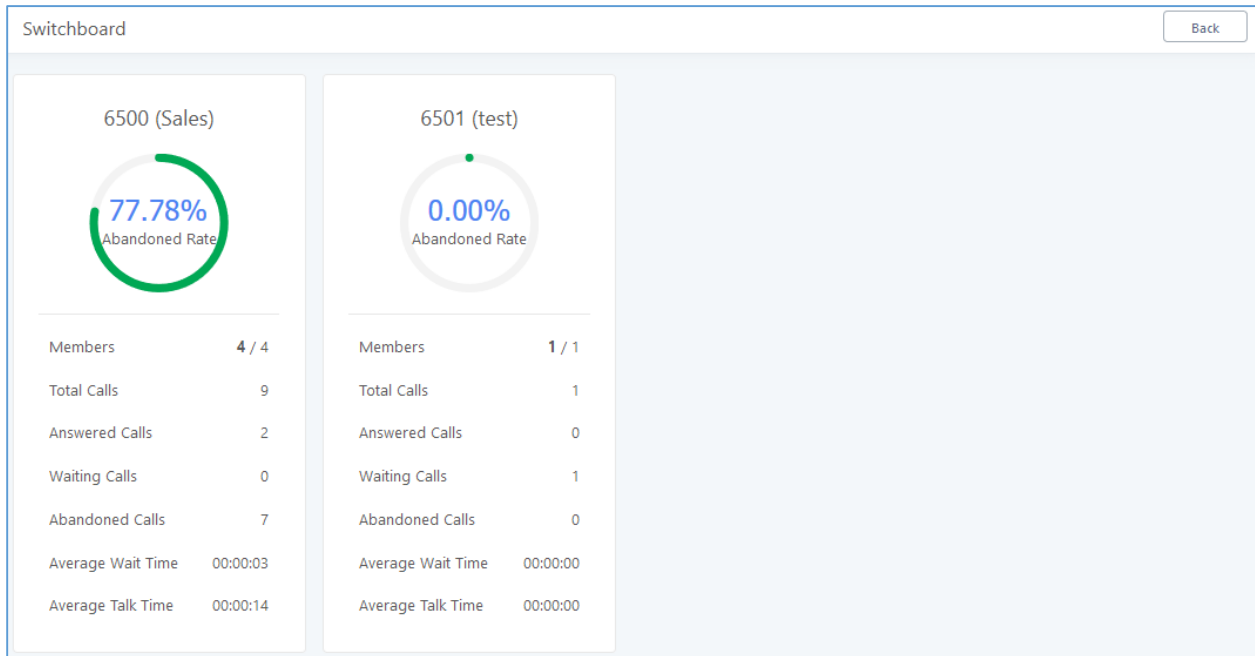 Switchboard
Back
6500 (Sales)
77.78%
Abandoned Rate
Members 4 / 4
Total Calls 9
Answered Calls 2
Waiting Calls 0
Abandoned Calls 7
Average Wait Time 00:00:03
Average Talk Time 00:00:14
6501 (test)
0.00%
Abandoned Rate
Members 1 / 1
Total Calls 1
Answered Calls 0
Waiting Calls 1
Abandoned Calls 0
Average Wait Time 00:00:00
Average Talk Time 00:00:00